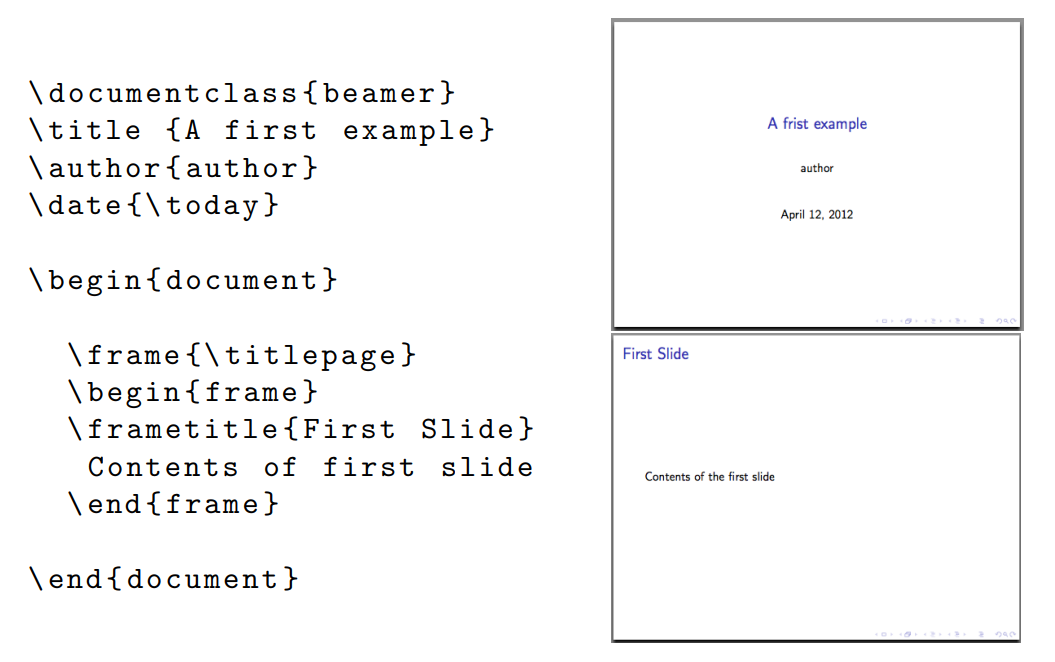 \documentclass{beamer}
\title {A first example}
\author{author}
\date{\today}
\begin{document}
\frame{\titlepage}
\begin{frame}
\frametitle{First Slide}
Contents of first slide
\end{frame}
\end{document}
A frist example
author
April 12, 2012
First Slide
Contents of the first slide